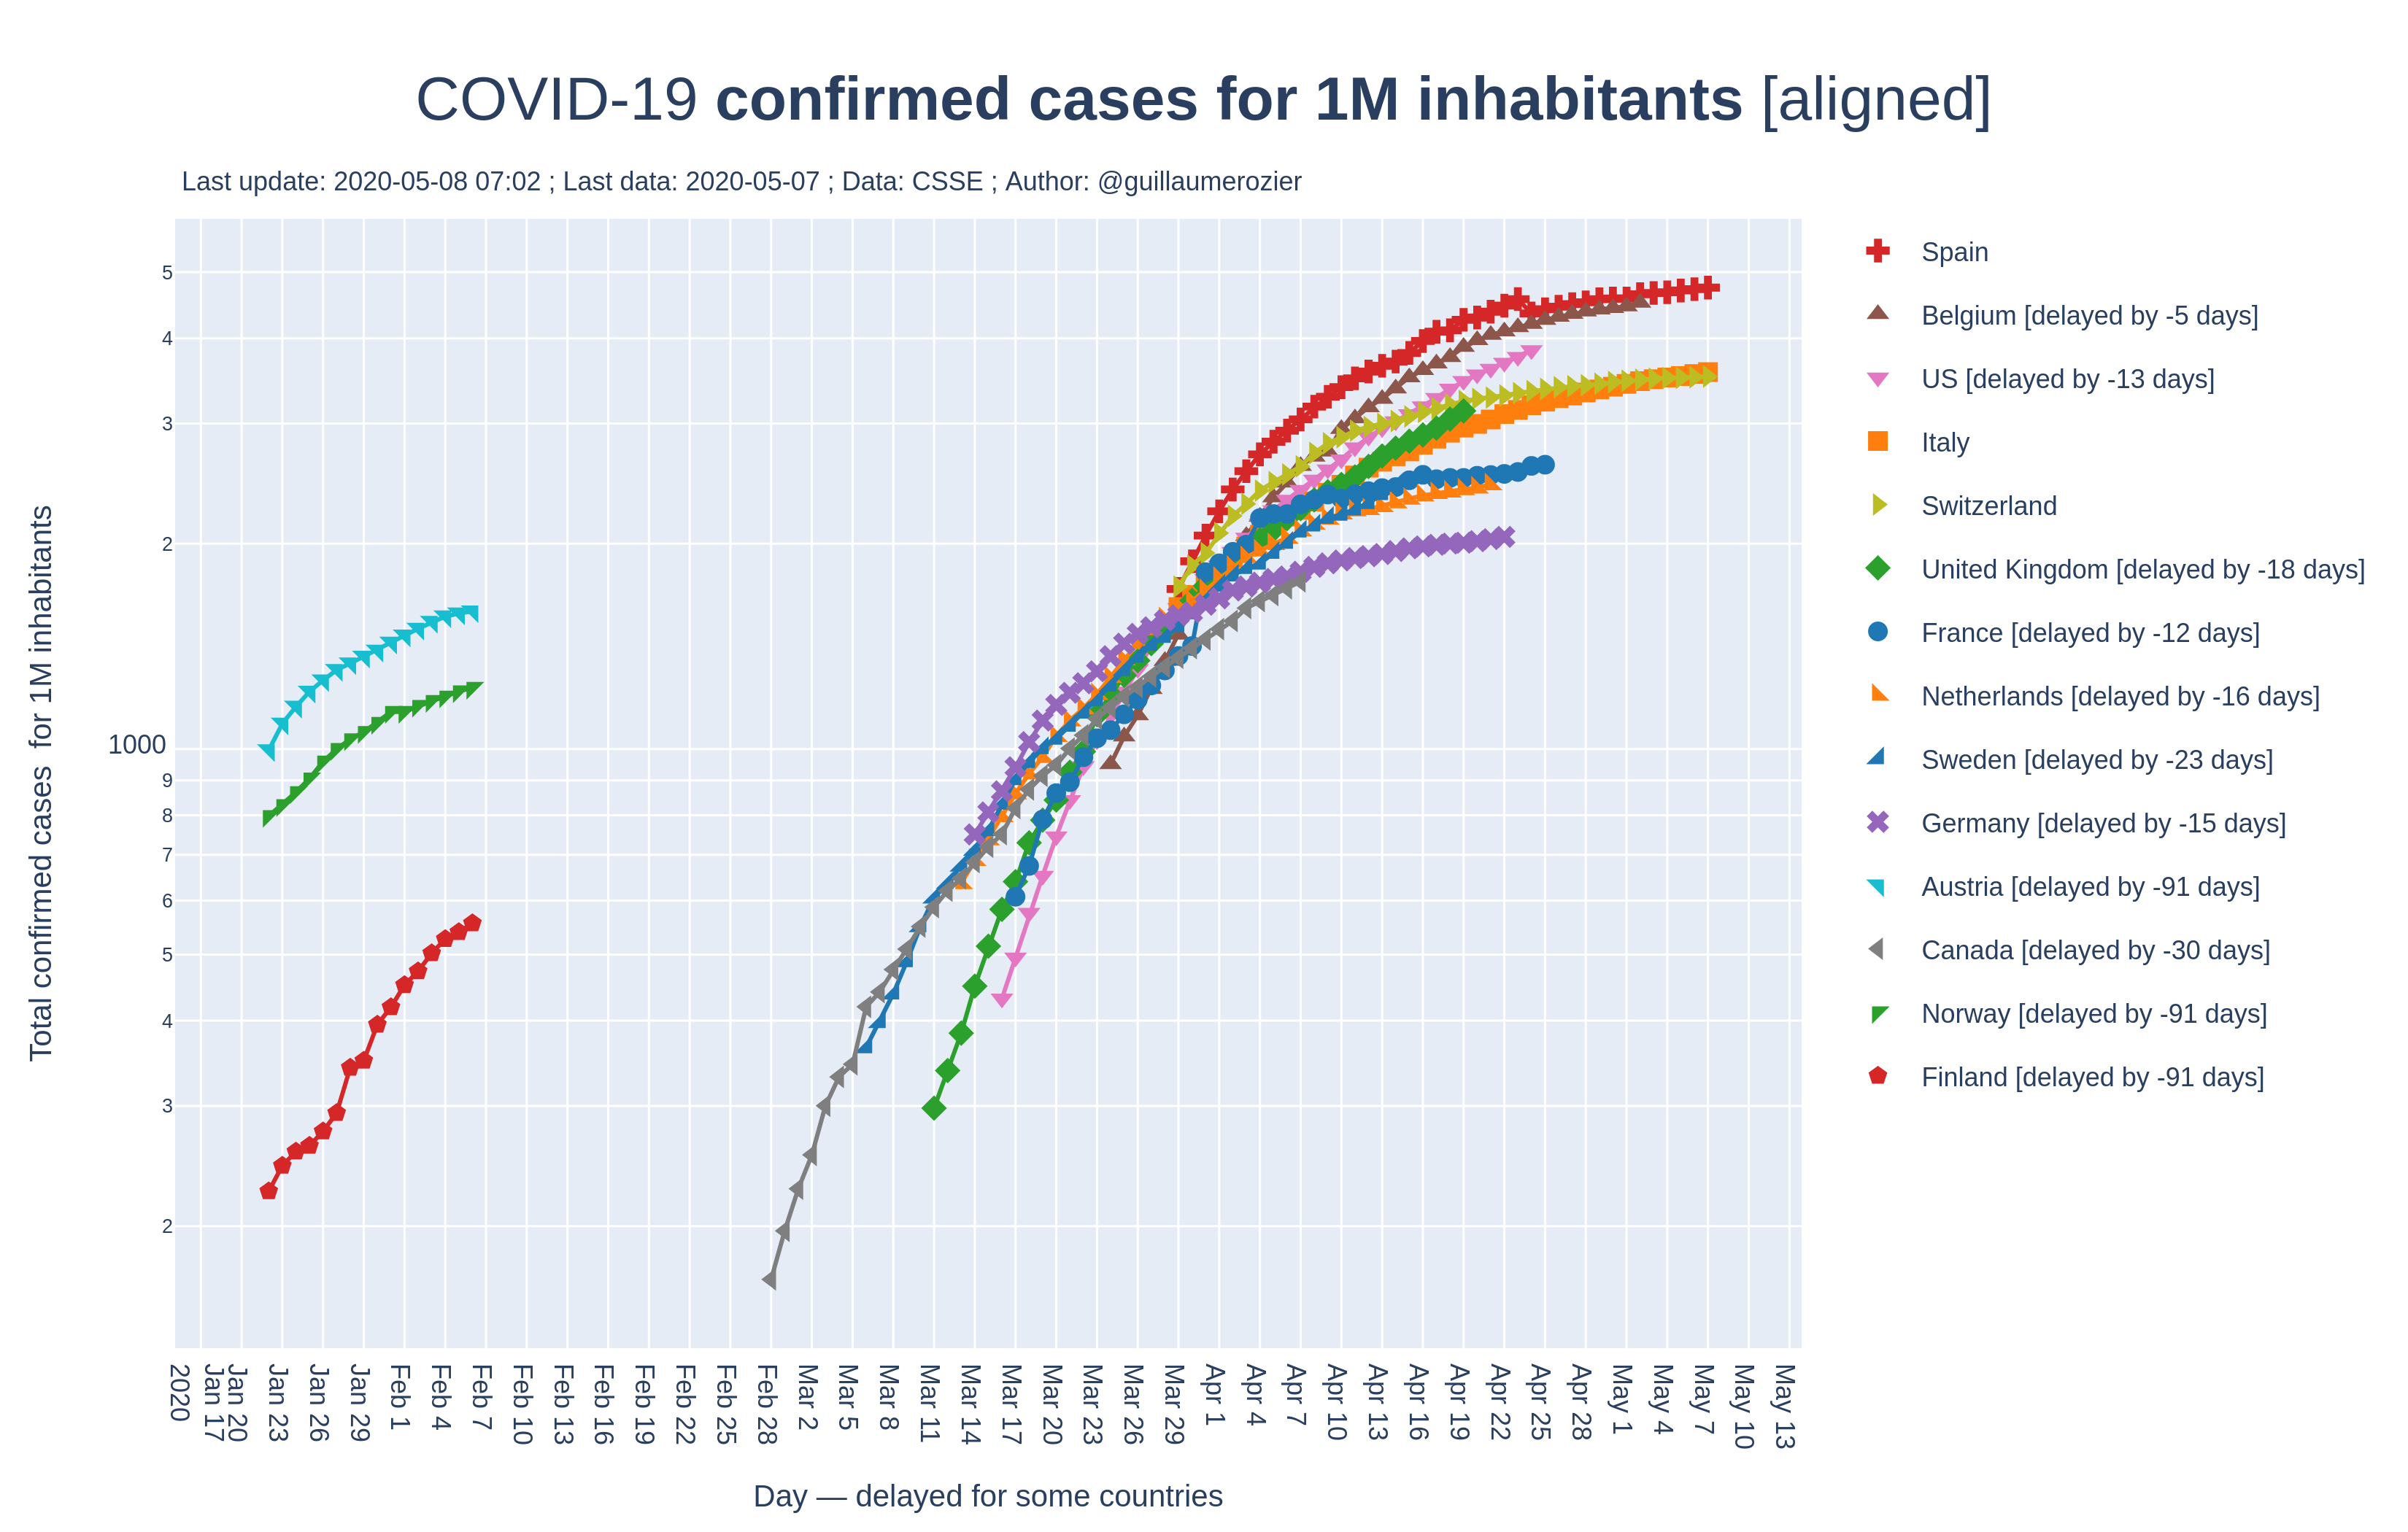 COVID-19 confirmed cases for 1M inhabitants [aligned]
Last update: 2020-05-08 07:02 ; Last data: 2020-05-07 ; Data: CSSE ; Author: @guillaumerozier
Total confirmed cases  for 1M inhabitants
5
4
3
2
1000
9
8
7
6
5
4
3
2
2020
Jan 17
Jan 20
Jan 23
Jan 26
Jan 29
Feb 1
Feb 4
Feb 7
Feb 10
Feb 13
Feb 16
Feb 19
Feb 22
Feb 25
Feb 28
Mar 2
Mar 5
Mar 8
Mar 11
Mar 14
Mar 17
Mar 20
Mar 23
Mar 26
Mar 29
Apr 1
Apr 4
Apr 7
Apr 10
Apr 13
Apr 16
Apr 19
Apr 22
Apr 25
Apr 28
May 1
May 4
May 7
May 10
May 13
Day — delayed for some countries
Spain
Belgium [delayed by -5 days]
US [delayed by -13 days]
Italy
Switzerland
United Kingdom [delayed by -18 days]
France [delayed by -12 days]
Netherlands [delayed by -16 days]
Sweden [delayed by -23 days]
Germany [delayed by -15 days]
Austria [delayed by -91 days]
Canada [delayed by -30 days]
Norway [delayed by -91 days]
Finland [delayed by -91 days]